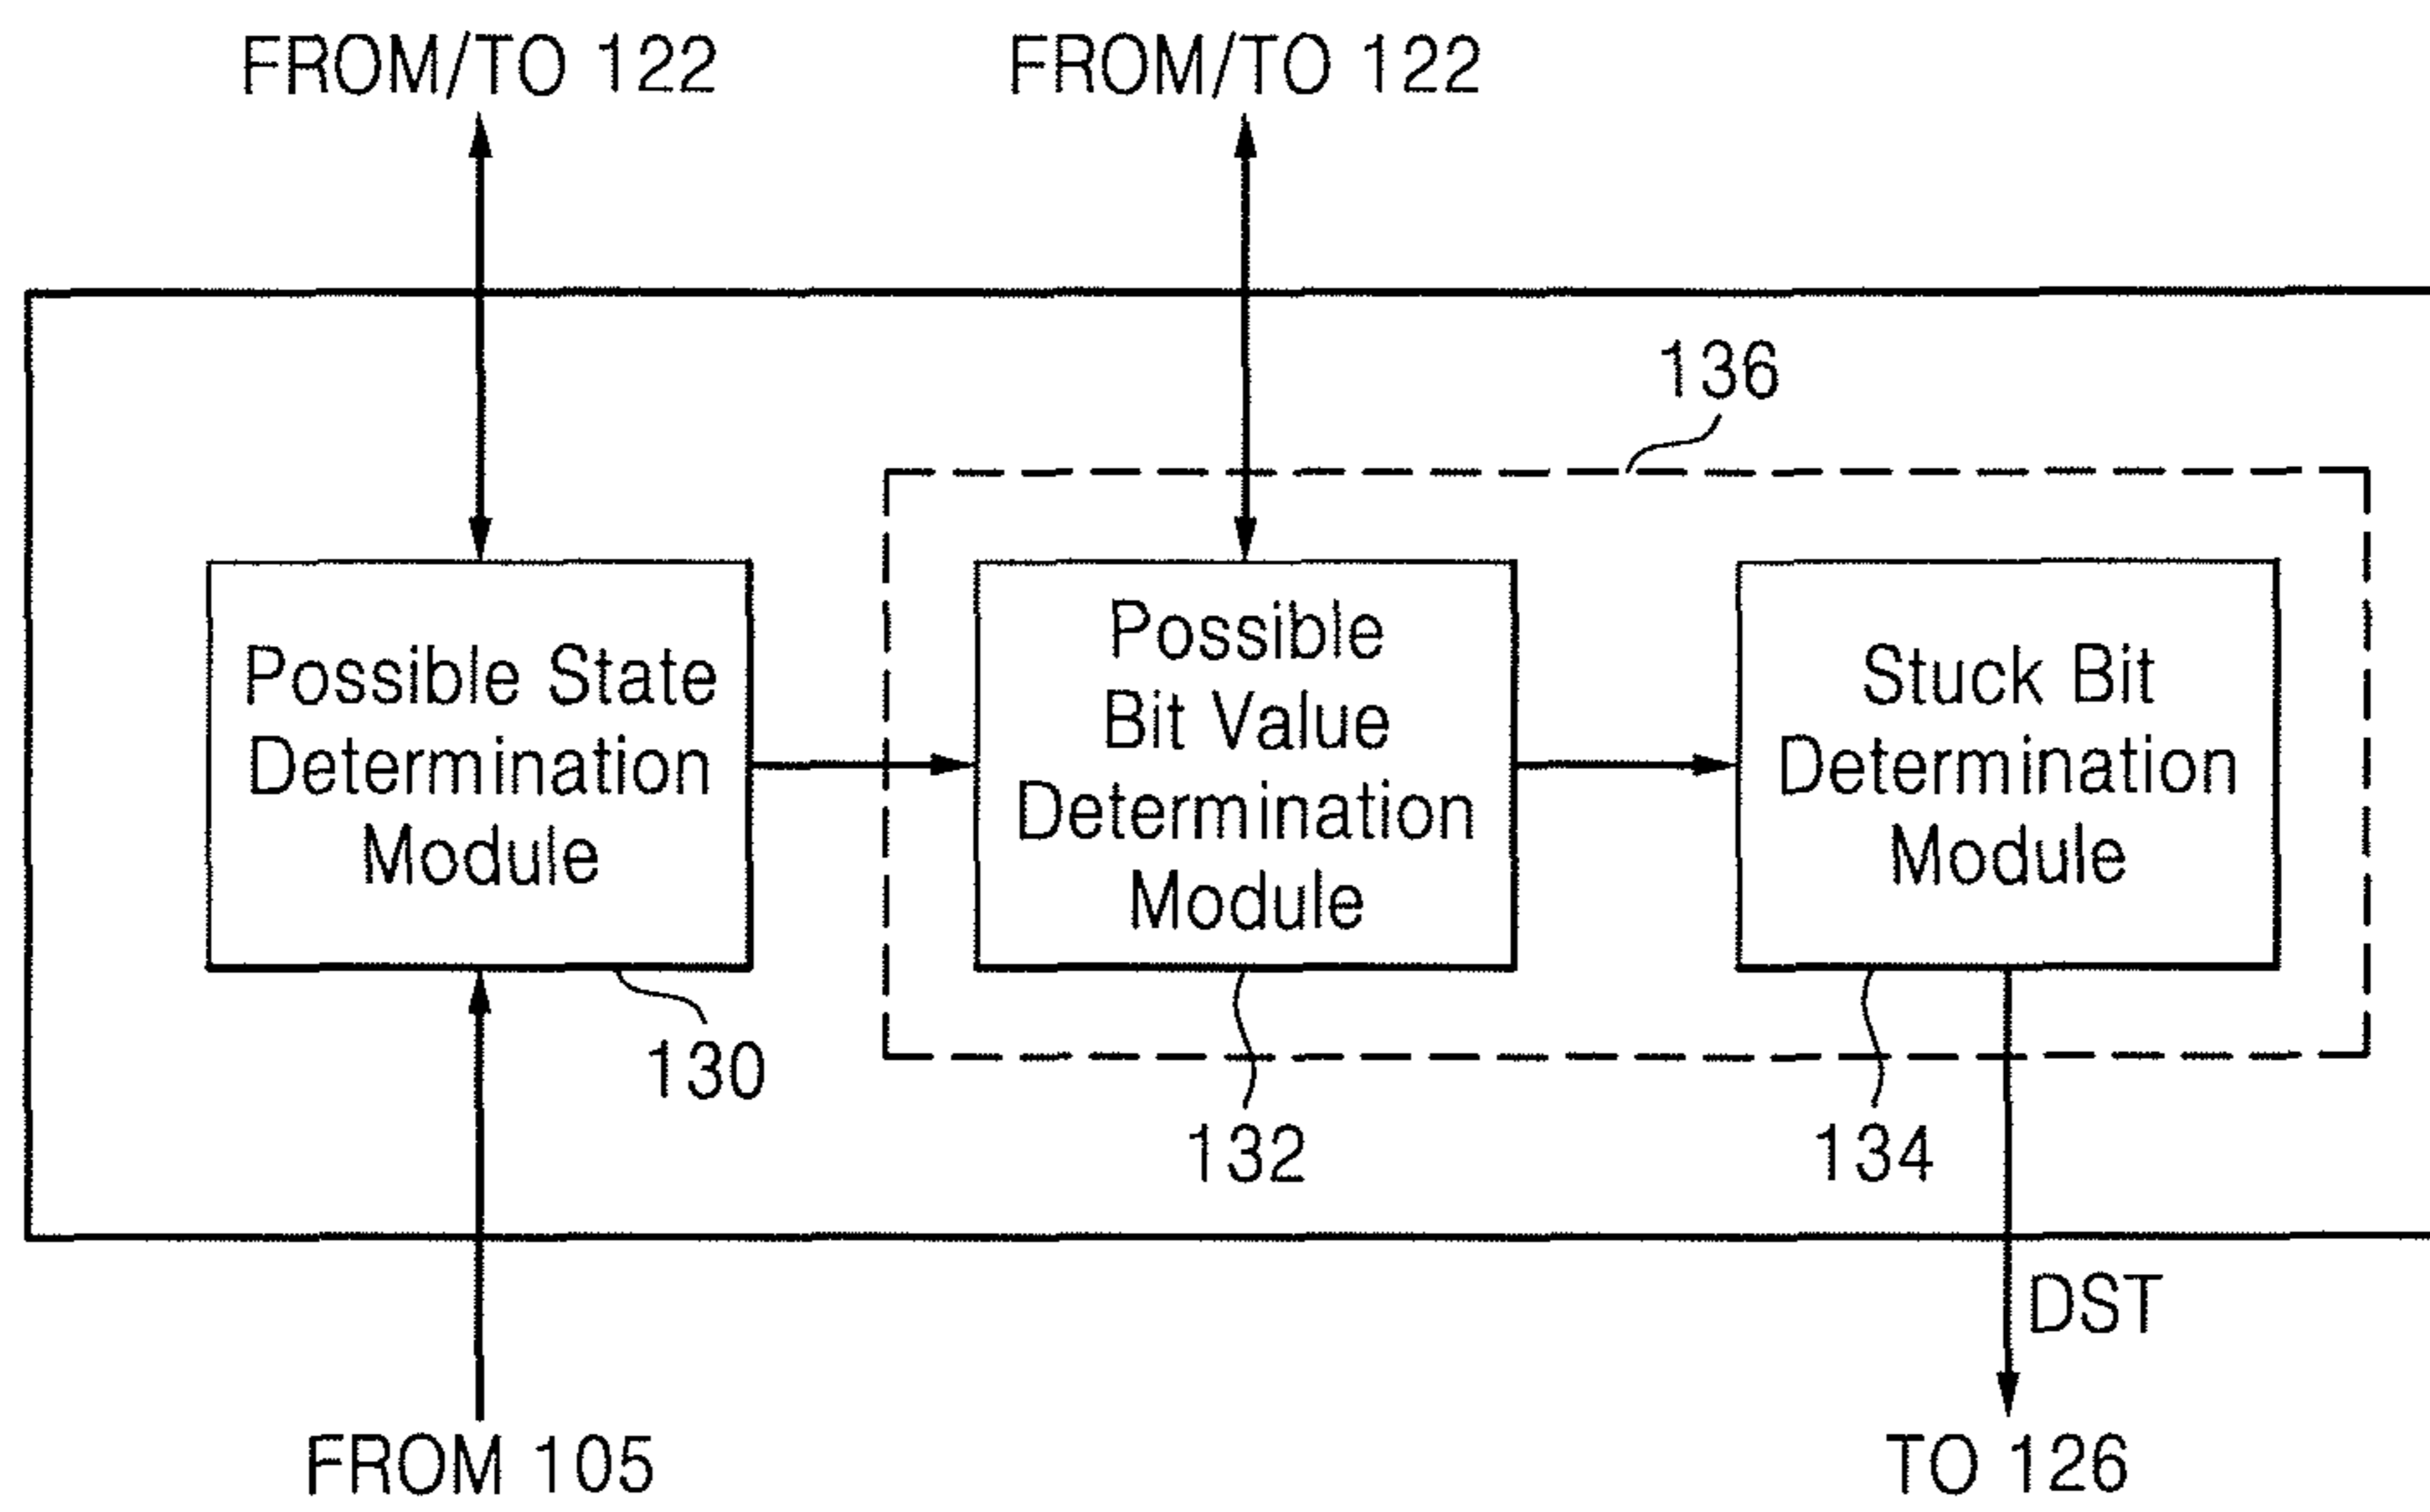 FROM/TO 122
FROM/TO 122
136
Possible State
Determination
Module
Possible
Bit Value
Determination
Module
Stuck Bit
Determination
Module
130
132
134
DST
FROM 105
TO 126